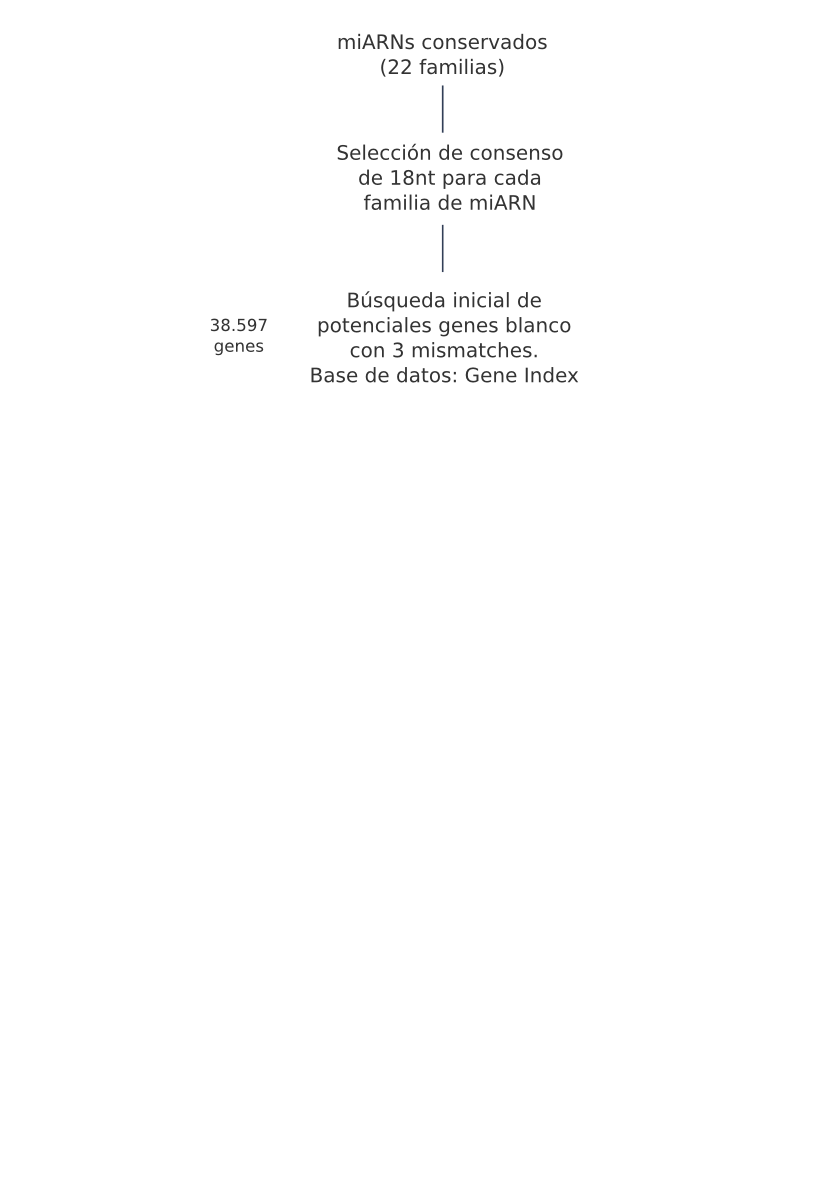 miARNs conservados
(22 familias)
Selección de consenso
de 18nt para cada
familia de miARN
38.597
genes
Búsqueda inicial de
potenciales genes blanco
con 3 mismatches.
Base de datos: Gene Index